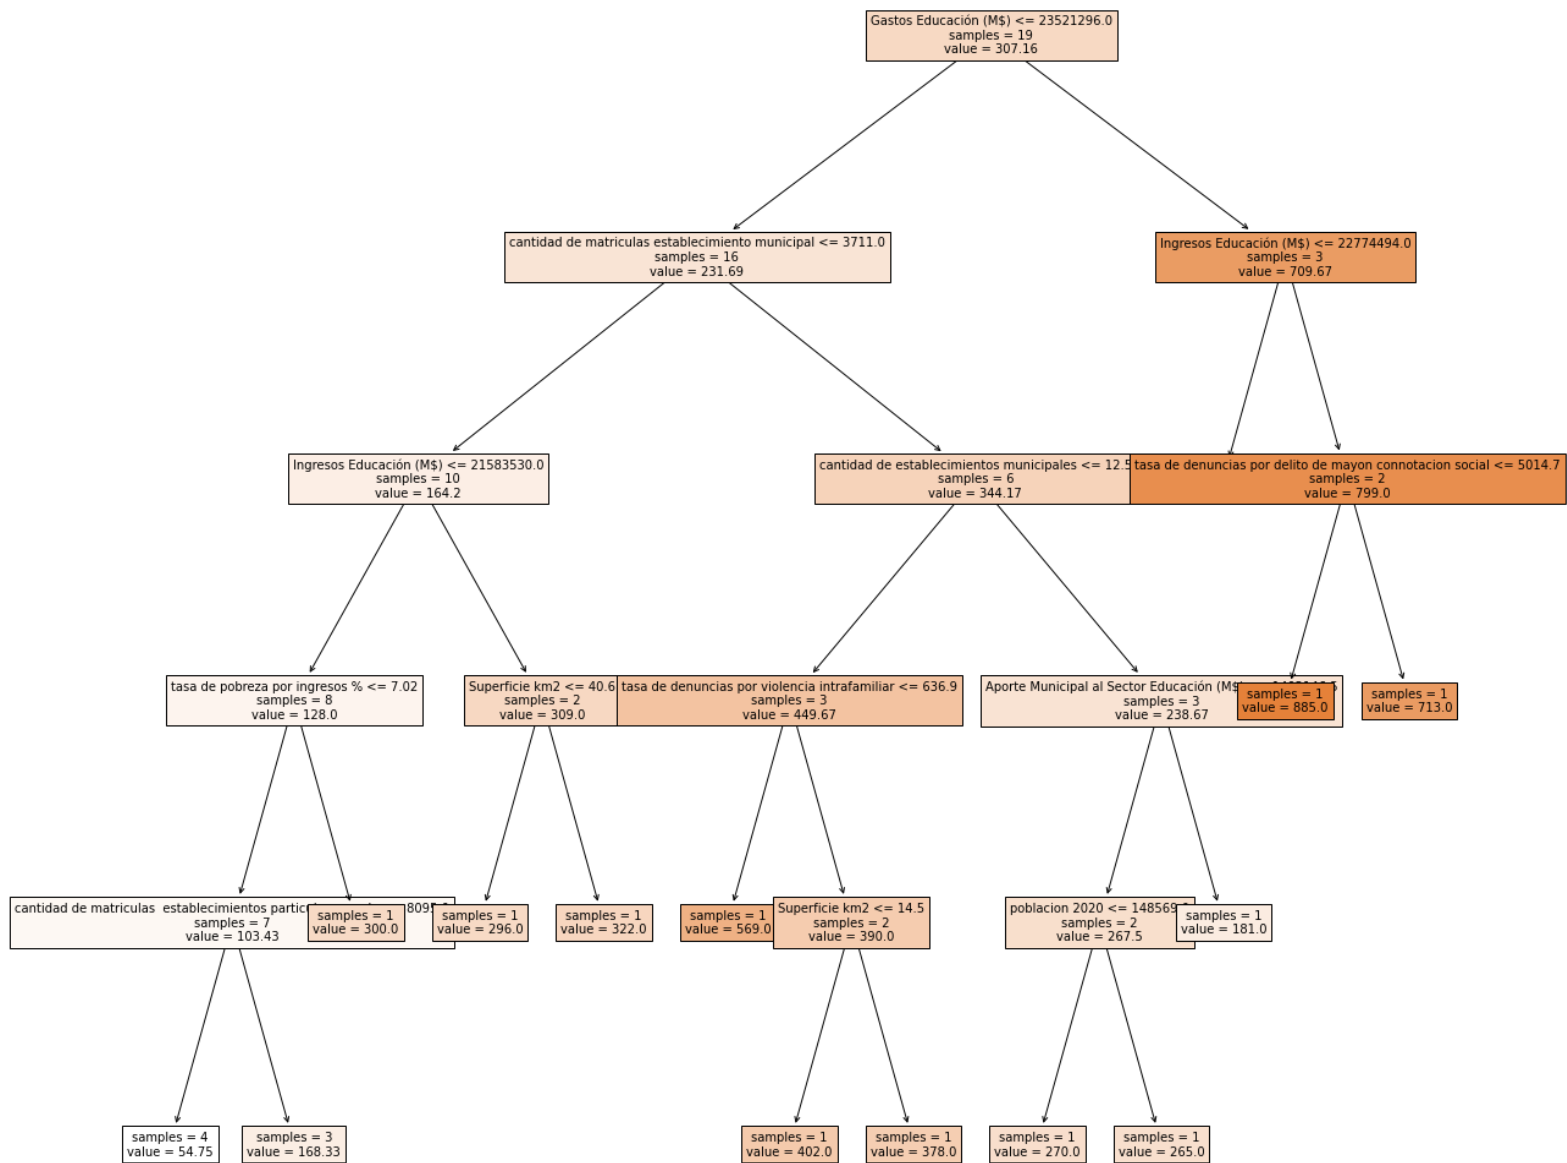 Gastos Educación (M$) <= 23521296.0
samples = 19
value = 307.16
cantidad de matriculas establecimiento municipal <= 3711.0
samples = 16
value = 231.69
Ingresos Educación (M$) <= 22774494.0
samples = 3
value = 709.67
Ingresos Educación (M$) <= 21583530.0
samples = 10
value = 164.2
cantidad de establecimientos municipales <= 12.5
samples = 6
value = 344.17
tasa de denuncias por delito de mayon connotacion social <= 5014.7
samples = 2
value = 799.0
tasa de pobreza por ingresos % <= 7.02
samples = 8
value = 128.0
Superficie km2 <= 40.6
samples = 2
value = 309.0
tasa de denuncias por violencia intrafamiliar <= 636.9
samples = 3
value = 449.67
Aporte Municipal al Sector Educación
samples = 3
value = 238.67
samples = 1
value = 885.0
samples = 1
value = 713.0
cantidad de matriculas establecimientos
samples = 7
value = 103.43
samples = 1
value = 300.0
samples = 1
value = 296.0
samples = 1
value = 322.0
samples = 1
value = 569.0
Superficie km2 <= 14.5
samples = 2
value = 390.0
poblacion 2020 <=
samples = 2
value = 267.5
samples = 1
value = 181.0
samples = 4
value = 54.75
samples = 3
value = 168.33
samples = 1
value = 402.0
samples = 1
value = 378.0
samples = 1
value = 270.0
samples = 1
value = 265.0